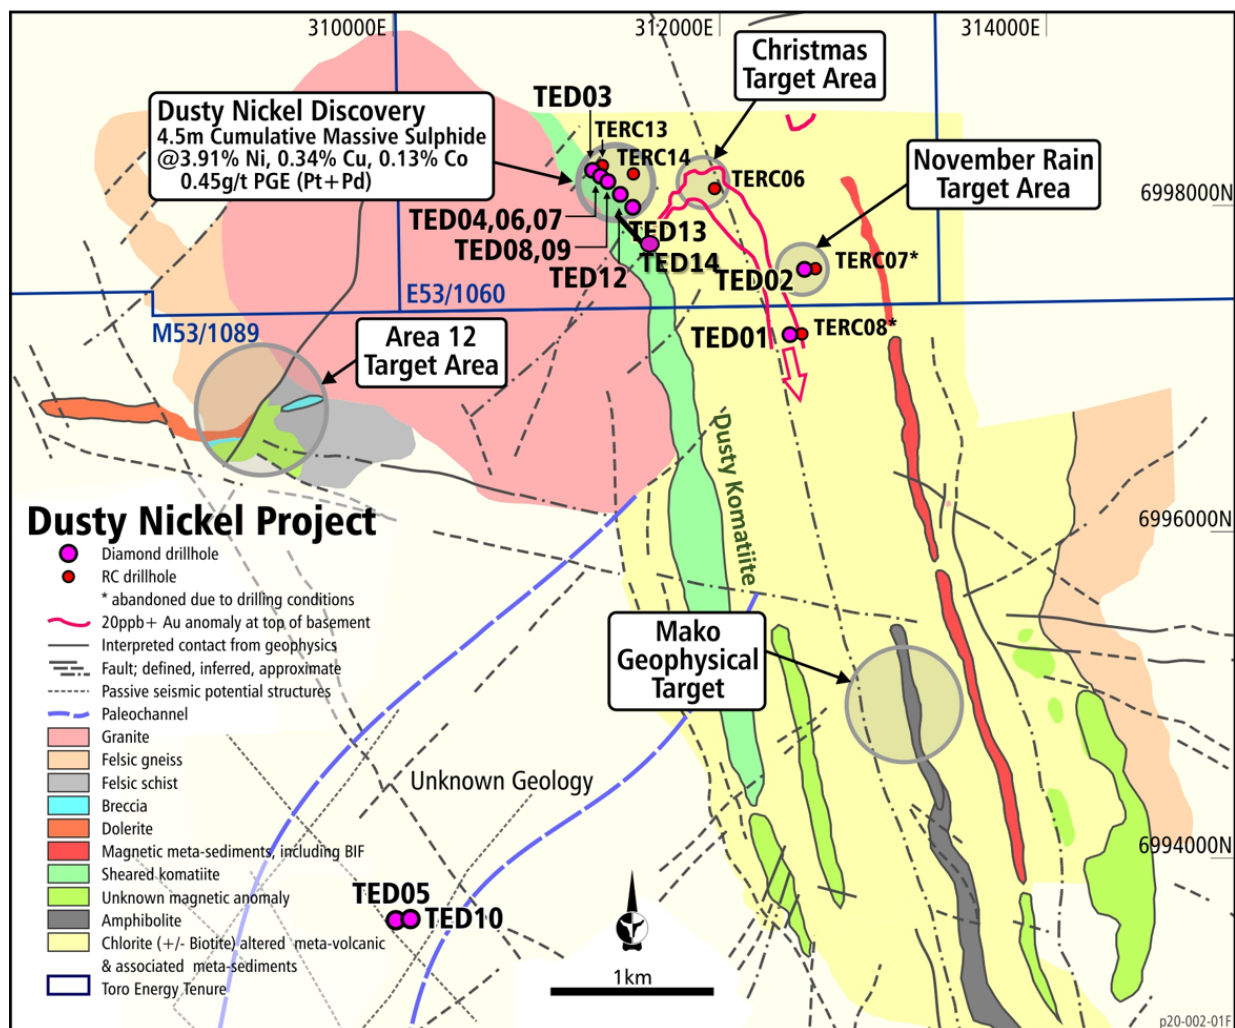 310000E
312000E
314000E
Christmas
Target Area
TED03
Dusty Nickel Discovery
4.5m Cumulative Massive Sulphide
@3.91% Ni, 0.34% Cu, 0.13% Co
0.45g/t PGE (Pt+Pd)
TERC13
TERC14
TERC06
November Rain
Target Area
6998000N
TED04,06,07
TED08,09
TED12
TED13
TED14
TED02
TERC07*
E53/1060
M53/1089
TED01
TERC08*
Area 12
Target Area
Dusty Komatiite
6996000N
Mako
Geophysical
Target
Unknown Geology
6994000N
TED05
TED10
Dusty Nickel Project
Diamond drillhole
RC drillhole
* abandoned due to drilling conditions
20ppb+ Au anomaly at top of basement
Interpreted contact from geophysics
Fault; defined, inferred, approximate
Passive seismic potential structures
Paleochannel
Granite
Felsic gneiss
Felsic schist
Breccia
Dolerite
Magnetic meta-sediments, including BIF
Sheared komatiite
Unknown magnetic anomaly
Amphibolite
Chlorite (+/- Biotite) altered meta-volcanic
& associated meta-sediments
Toro Energy Tenure
1km
p20-002-01F